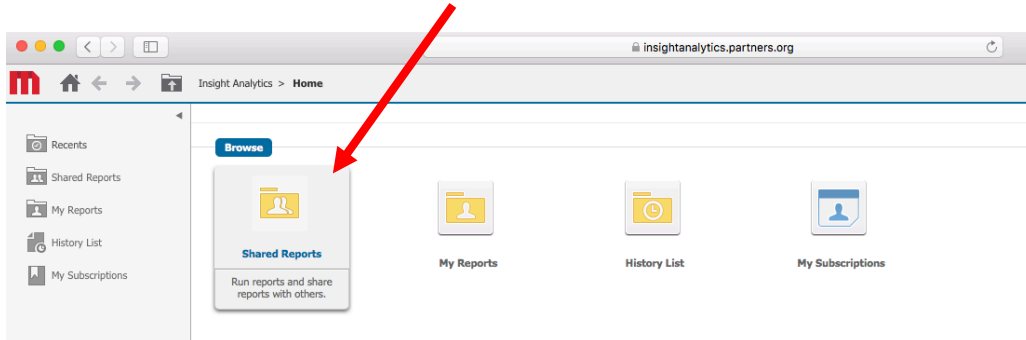 insightanalytics.partners.org
Insight Analytics > Home
Recents
Shared Reports
My Reports
History List
My Subscriptions
Browse
Shared Reports
Run reports and share
reports with others.
My Reports
History List
My Subscriptions